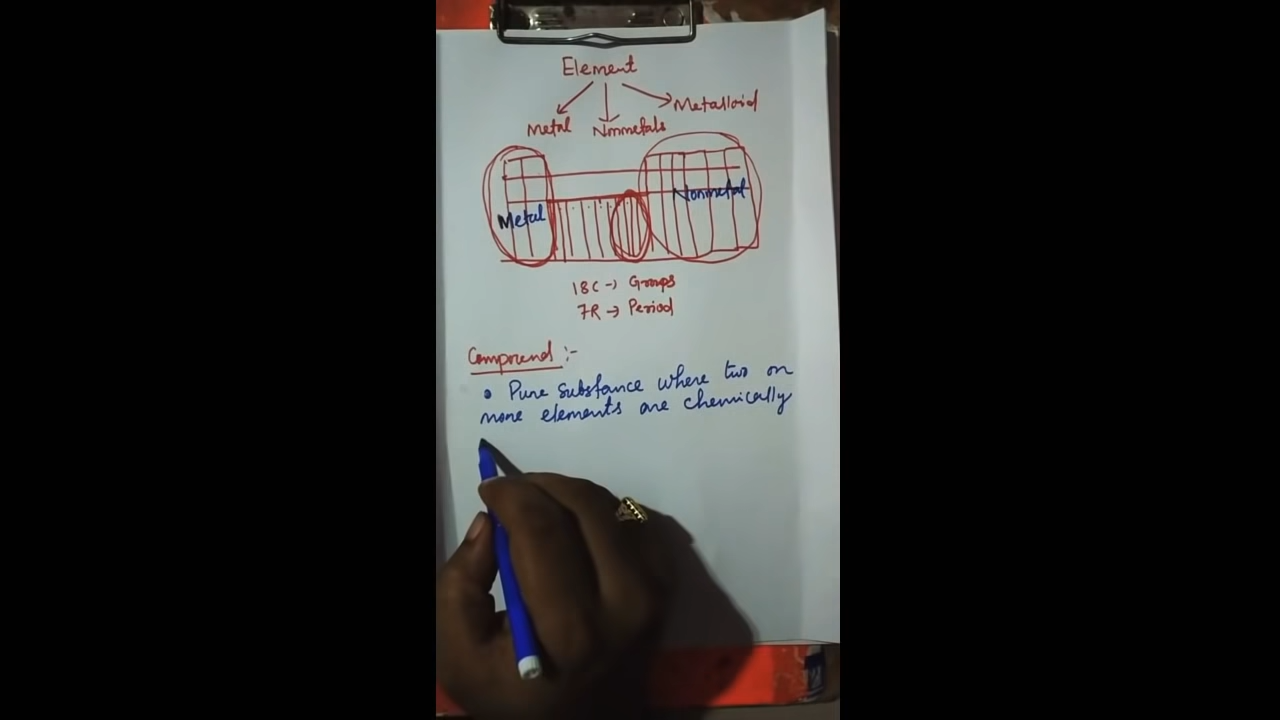 Element
Metal Nonmetals Metalloid
Metal Nonmetal
18C → Groups
7R → Period
Compound :-
• Pure substance where two or
more elements are chemically